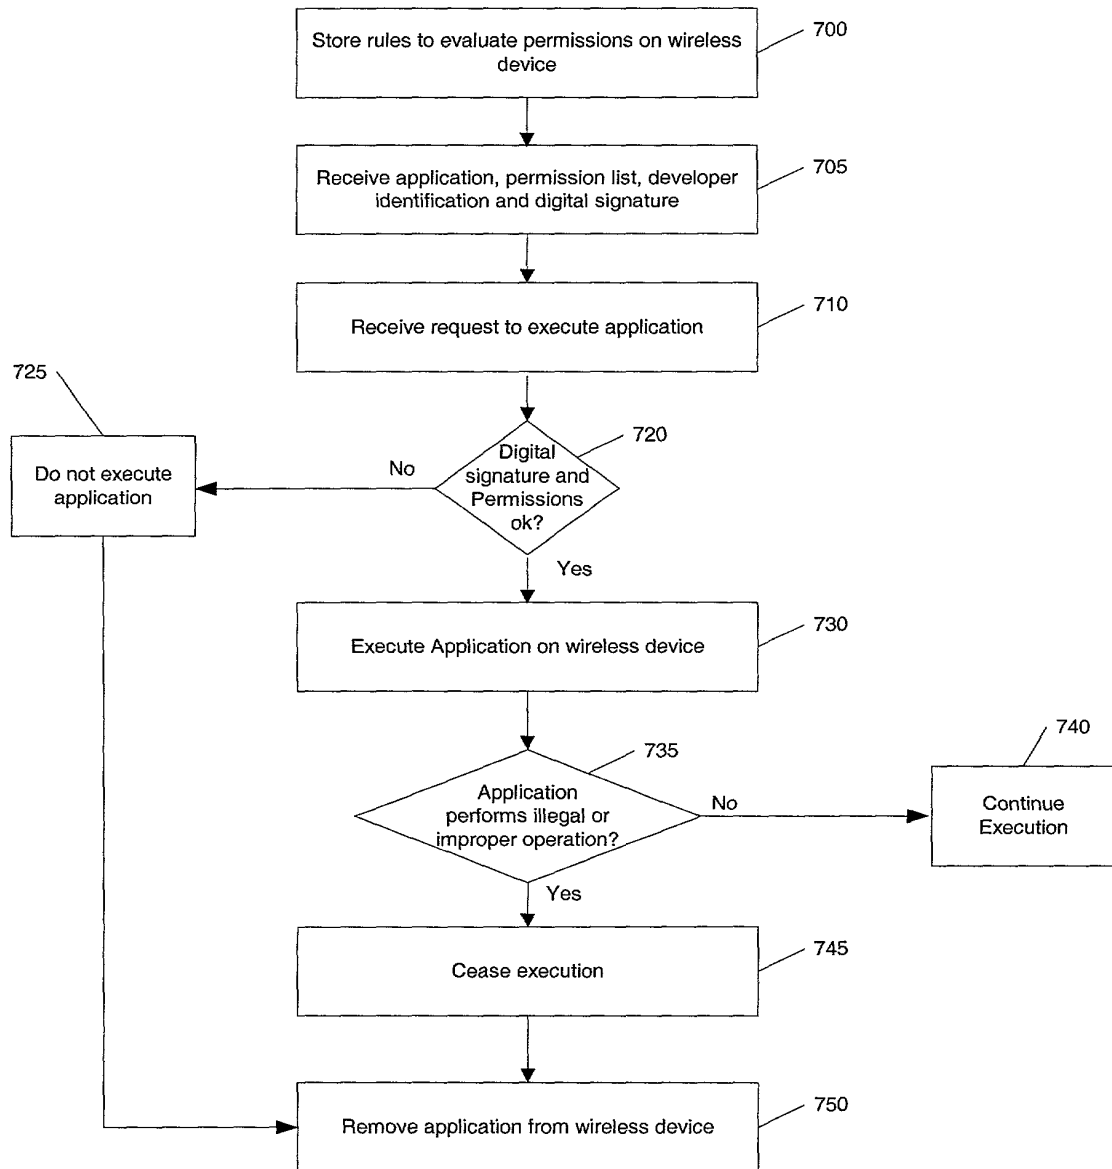 Store rules to evaluate permissions on wireless
device
700
Receive application, permission list, developer
identification and digital signature
705
Receive request to execute application
710
725
Do not execute
application
No
Digital
signature and
Permissions
ok?
720
Yes
Execute Application on wireless device
730
Application
performs illegal or
improper operation?
735
No
740
Continue
Execution
Yes
Cease execution
745
Remove application from wireless device
750